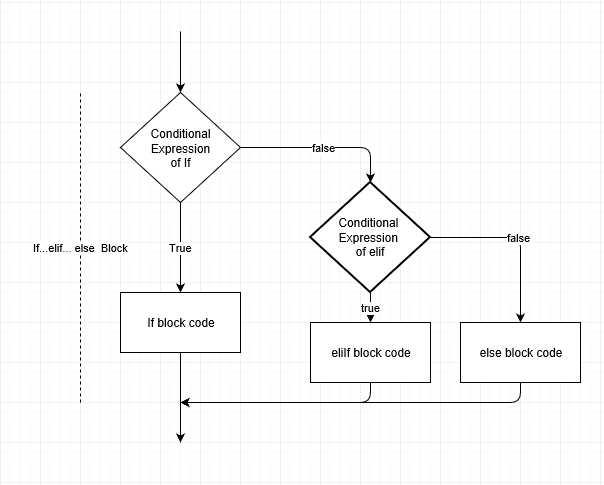 Conditional
Expression
of If
false
Conditional
Expression
of elif
false
If...elif... else Block
True
true
If block code
eliIf block code
else block code